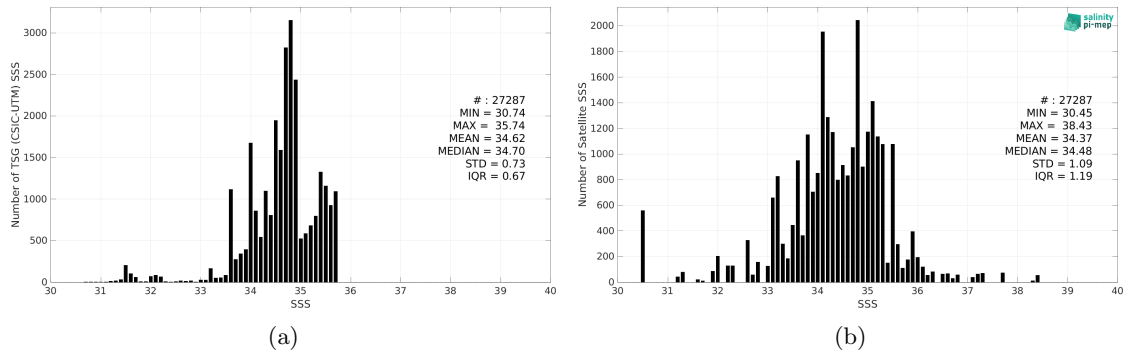 Number of TSG (CSIC-UTM) SSS
3000
2500
2000
1500
1000
500
0
# : 27287
MIN = 30.74
MAX = 35.74
MEAN = 34.62
MEDIAN = 34.70
STD = 0.73
IQR = 0.67
30 31 32 33 34 35 36 37 38 39 40
SSS
(a)
salinity
pi-mep
Number of Satellite SSS
2000
1800
1600
1400
1200
1000
800
600
400
200
0
# : 27287
MIN = 30.45
MAX = 38.43
MEAN = 34.37
MEDIAN = 34.48
STD = 1.09
IQR = 1.19
30 31 32 33 34 35 36 37 38 39 40
SSS
(b)